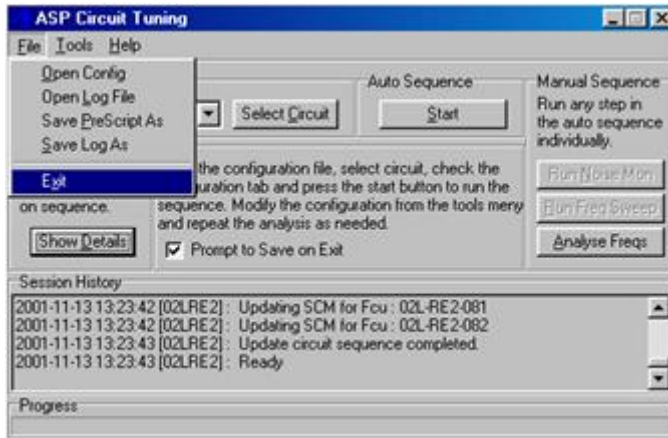 ASP Circuit Tuning
File Tools Help
Open Config
Open Log File
Save PreScript As
Save Log As
Exit
Select Circuit
Auto Sequence
Start
Manual Sequence
Run any step in
the auto sequence
individually.
Run Noise Mon
Run Freq Sweep
Analyse Freqs
on sequence.
Show Details
the configuration file, select circuit, check the
uration tab and press the start button to run the
sequence. Modify the configuration from the tools meny
and repeat the analysis as needed.
Prompt to Save on Exit
Session History
2001-11-13 13:23:42 [02LRE2] : Updating SCM for Fcu : 02L-RE2-081
2001-11-13 13:23:42 [02LRE2] : Updating SCM for Fcu : 02L-RE2-082
2001-11-13 13:23:43 [02LRE2] : Update circuit sequence completed.
2001-11-13 13:23:43 [02LRE2] : Ready
Progress